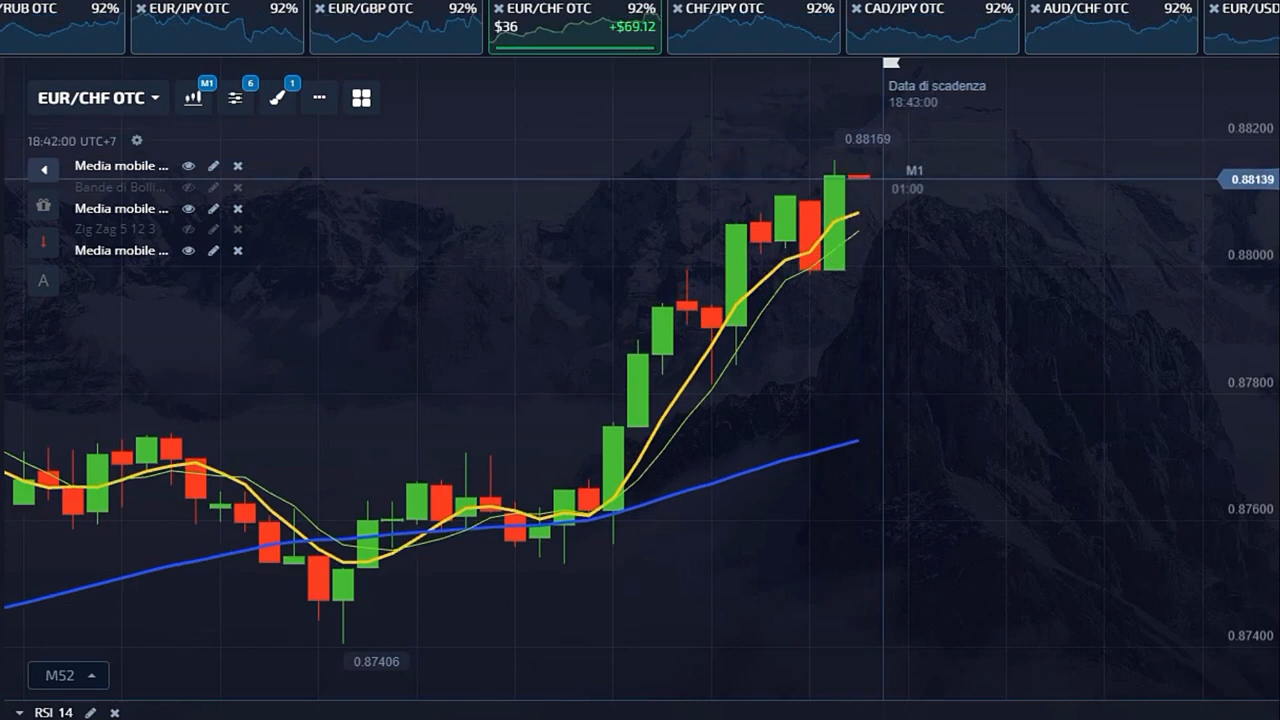 /RUB OTC 92% EUR/JPY OTC 92% EUR/GBP OTC 92% EUR/CHF OTC 92% CHF/JPY OTC 92% CAD/JPY OTC 92% AUD/CHF OTC 92% EUR/USD
$36 +$69.12
EUR/CHF OTC M1 6 1
Data di scadenza
18:43:00
18:42:00 UTC+7
0.88169
0.88200
Media mobile ...
M1
01:00
0.88139
Bande di Bolli...
Media mobile ...
Zig Zag 5 12 3
Media mobile ...
0.88000
A
0.87800
0.87600
0.87400
0.87406
M52
RSI 14